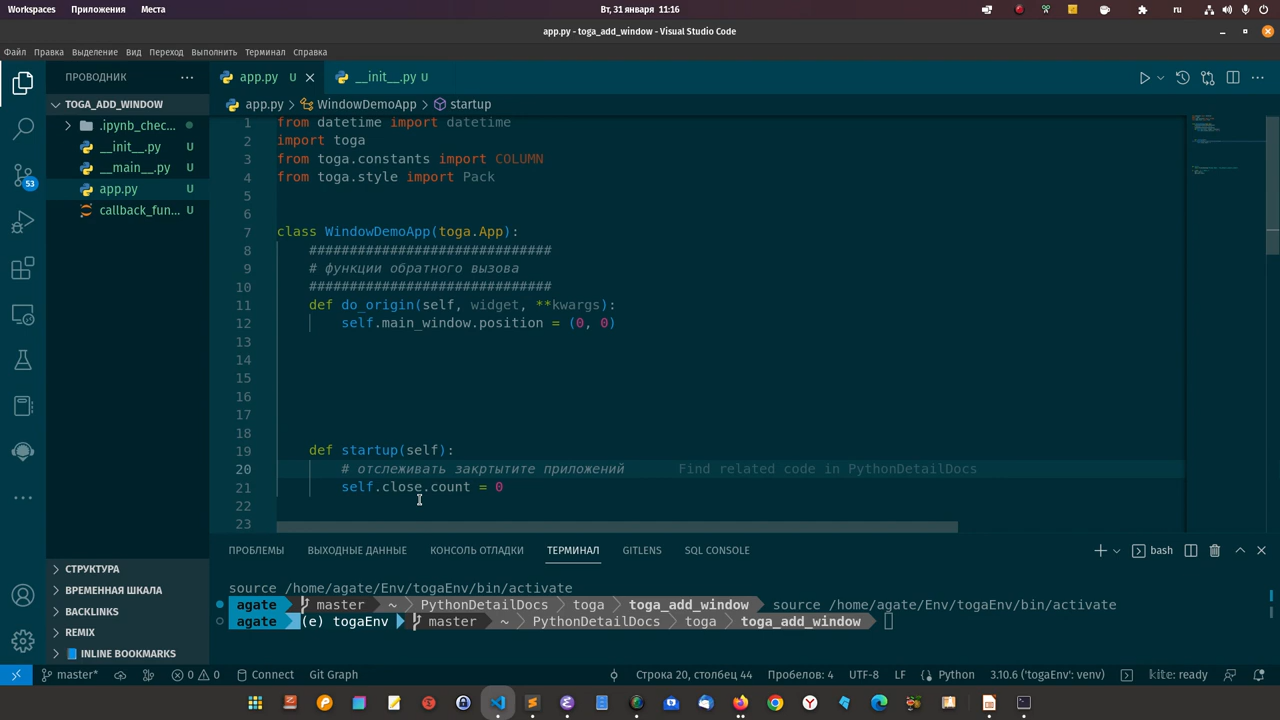 Workspaces Приложения Места Вт, 31 января 11:16 ru
app.py - toga_add_window - Visual Studio Code
Файл Правка Выделение Вид Переход Выполнить Терминал Справка
ПРОВОДНИК ··· app.py U __init__.py U
TOGA_ADD_WINDOW
app.py > WindowDemoApp > startup
.ipynb_chec...
__init__.py U
__main__.py U
app.py U
callback_fun... U
53
1 from datetime import datetime
2 import toga
3 from toga.constants import COLUMN
4 from toga.style import Pack
5
6
7 class WindowDemoApp(toga.App):
8 ##############################
9 # функции обратного вызова
10 ##############################
11 def do_origin(self, widget, **kwargs):
12 self.main_window.position = (0, 0)
13
14
15
16
17
18
19 def startup(self):
20 # отслеживать закртытите приложений Find related code in PythonDetailDocs
21 self.close.count = 0
22
23
СТРУКТУРА
ВРЕМЕННАЯ ШКАЛА
BACKLINKS
REMIX
INLINE BOOKMARKS
ПРОБЛЕМЫ ВЫХОДНЫЕ ДАННЫЕ КОНСОЛЬ ОТЛАДКИ ТЕРМИНАЛ GITLENS SQL CONSOLE bash
source /home/agate/Env/togaEnv/bin/activate
agate master ~ PythonDetailDocs toga toga_add_window source /home/agate/Env/togaEnv/bin/activate
agate (e) togaEnv master ~ PythonDetailDocs toga toga_add_window
master* 0 0 Connect Git Graph Строка 20, столбец 44 Пробелов: 4 UTF-8 LF Python 3.10.6 ('togaEnv': venv) kite: ready